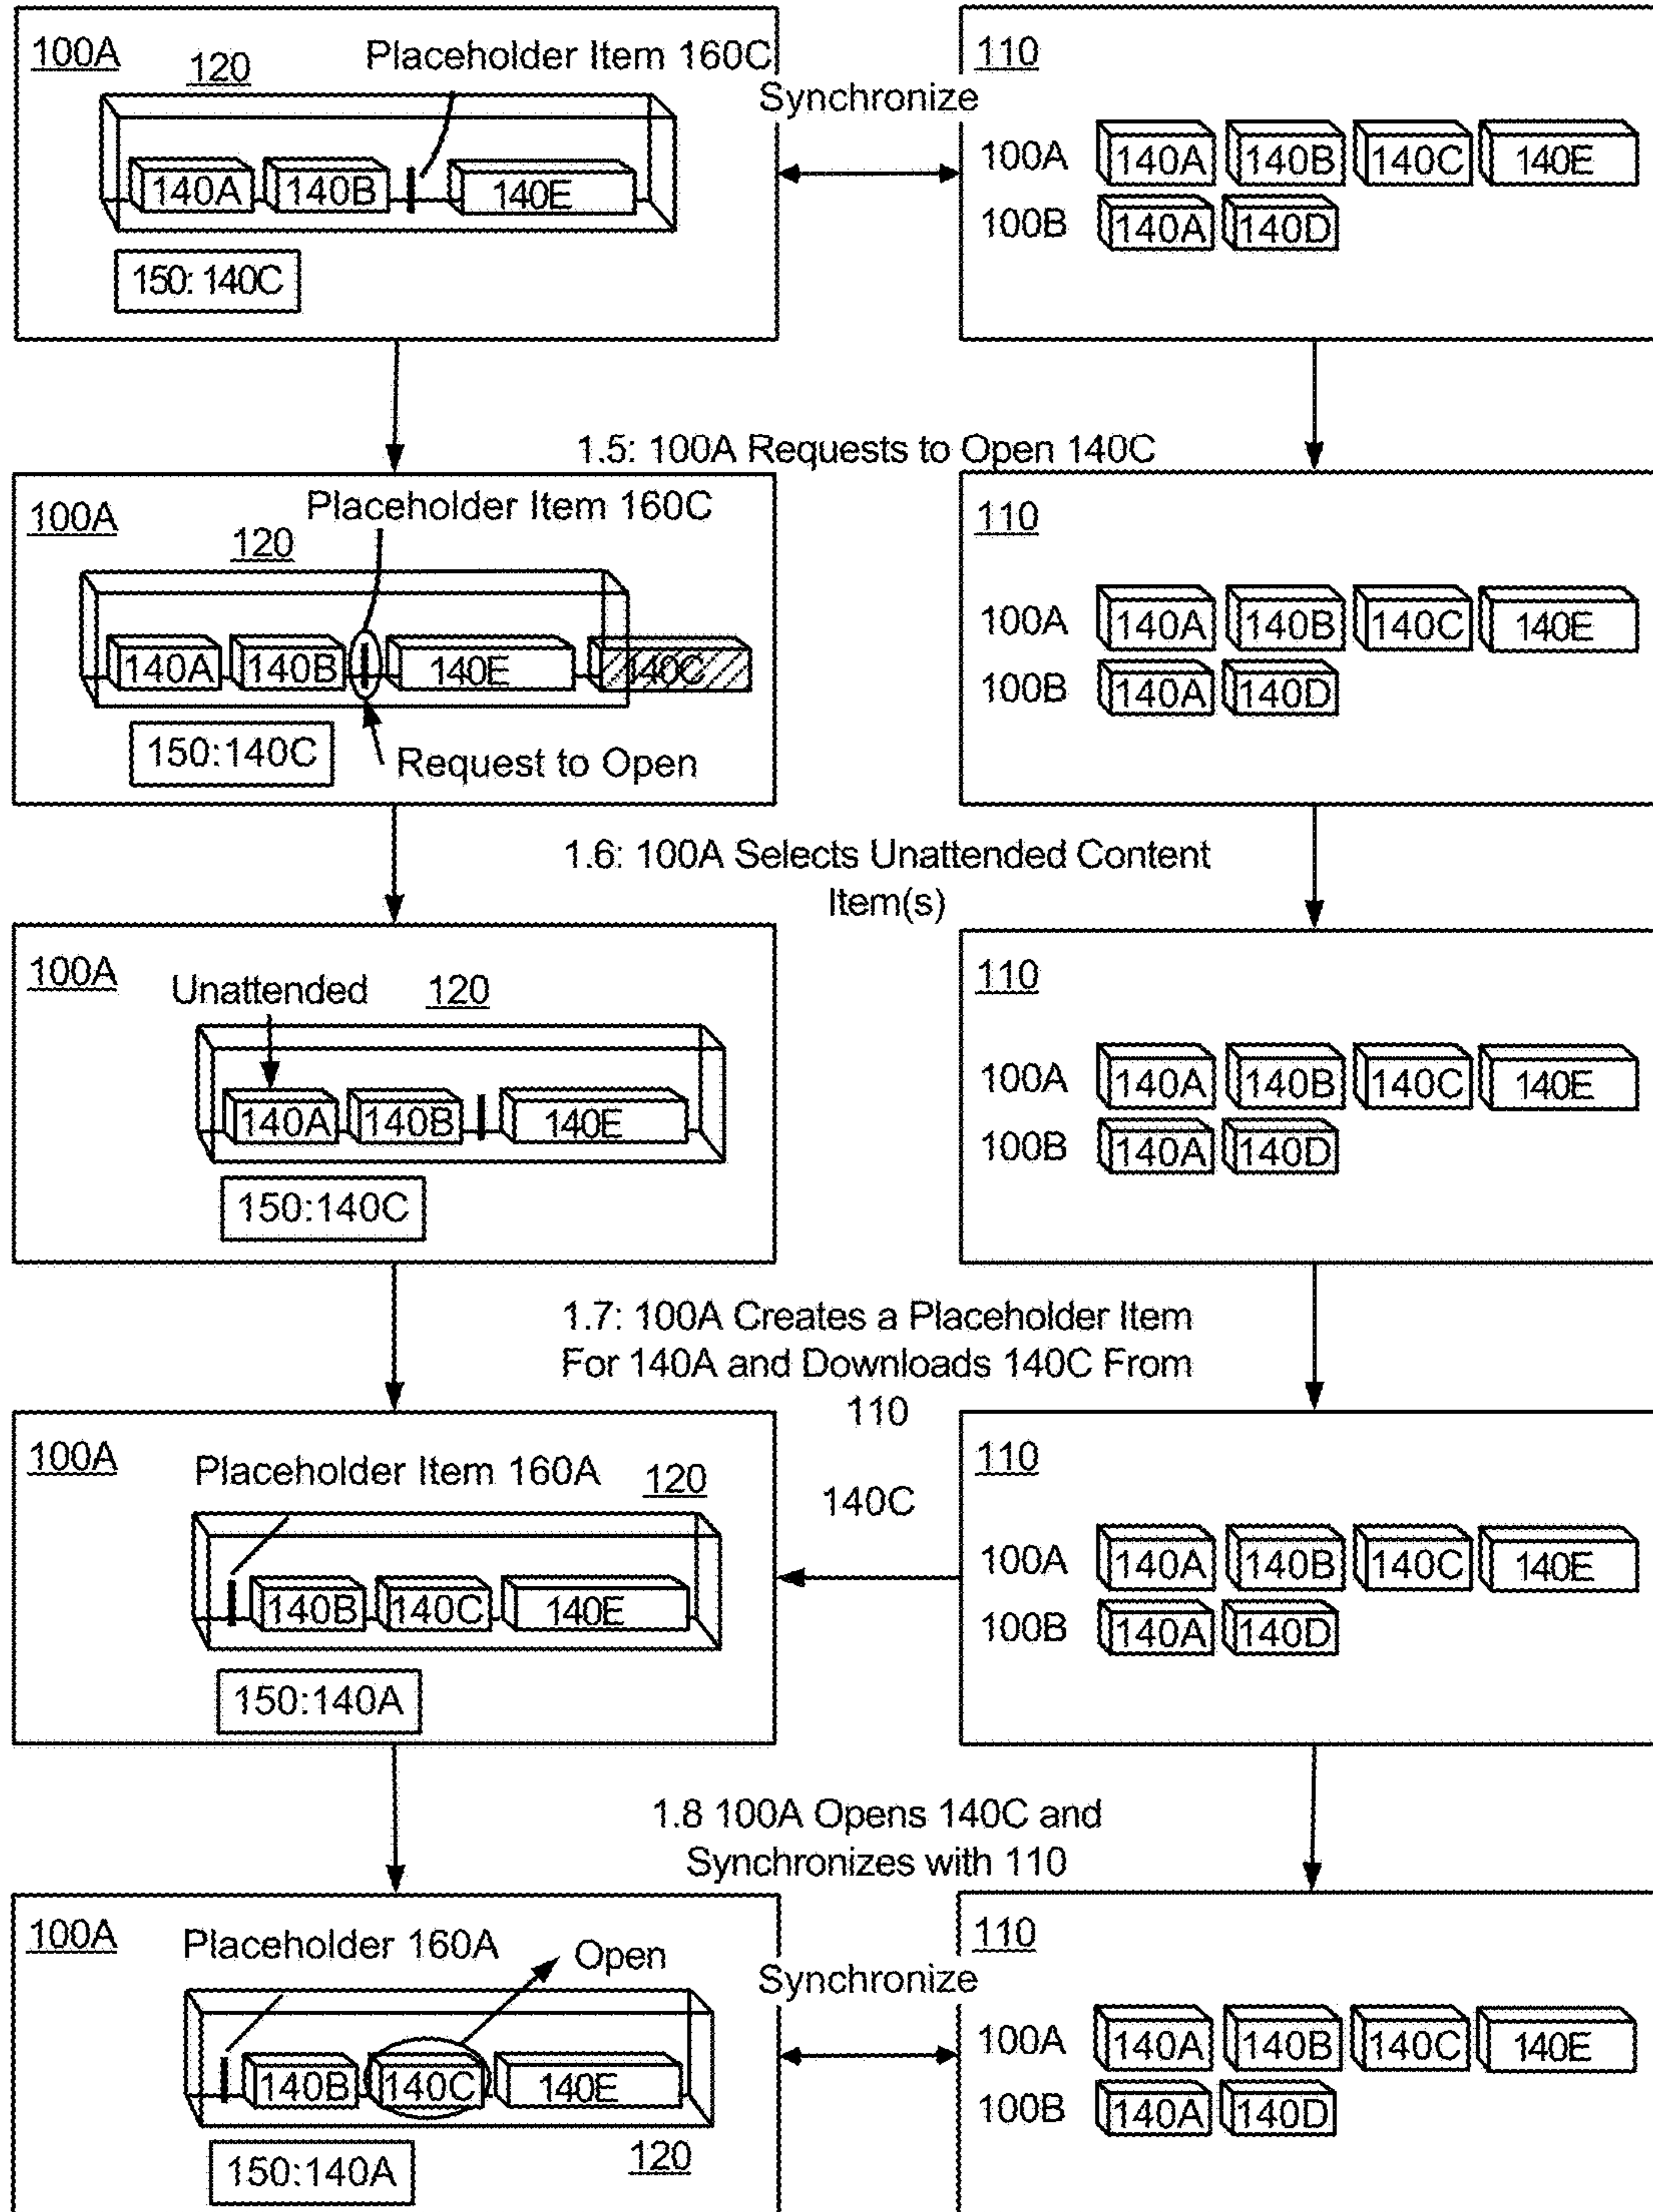 100A
120
Placeholder Item 160C
140A 140B 140E
150: 140C
Synchronize
110
100A 140A 140B 140C 140E
100B 140A 140D
1.5: 100A Requests to Open 140C
100A
Placeholder Item 160C
120
140A 140B 140E 140C
150:140C
Request to Open
110
100A 140A 140B 140C 140E
100B 140A 140D
1.6: 100A Selects Unattended Content
Item(s)
100A
Unattended
120
140A 140B 140E
150:140C
110
100A 140A 140B 140C 140E
100B 140A 140D
1.7: 100A Creates a Placeholder Item
For 140A and Downloads 140C From
110
100A
Placeholder Item 160A
120
140B 140C 140E
150:140A
140C
110
100A 140A 140B 140C 140E
100B 140A 140D
1.8 100A Opens 140C and
Synchronizes with 110
100A
Placeholder 160A
Open
140B 140C 140E
150:140A
120
Synchronize
110
100A 140A 140B 140C 140E
100B 140A 140D